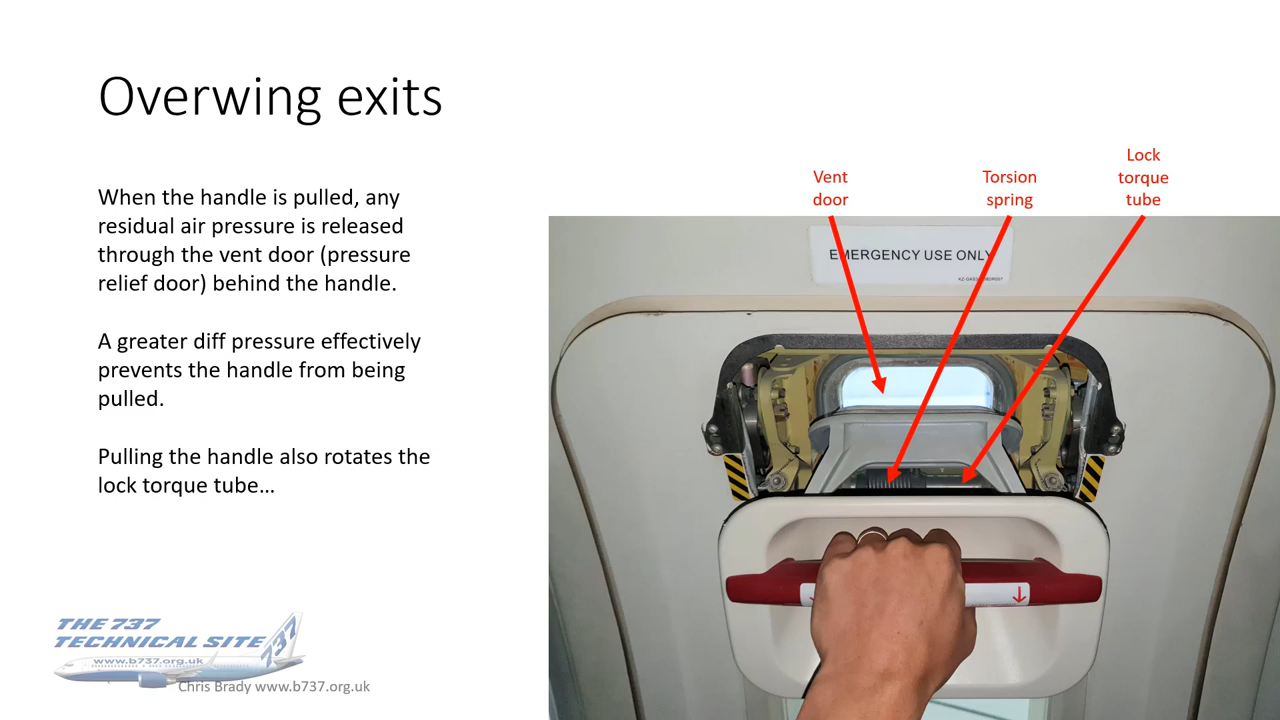 Overwing exits
When the handle is pulled, any
residual air pressure is released
through the vent door (pressure
relief door) behind the handle.
A greater diff pressure effectively
prevents the handle from being
pulled.
Pulling the handle also rotates the
lock torque tube…
Vent
door
Torsion
spring
Lock
torque
tube
EMERGENCY USE ONLY
THE 737
TECHNICAL SITE
737
www.b737.org.uk
Chris Brady www.b737.org.uk